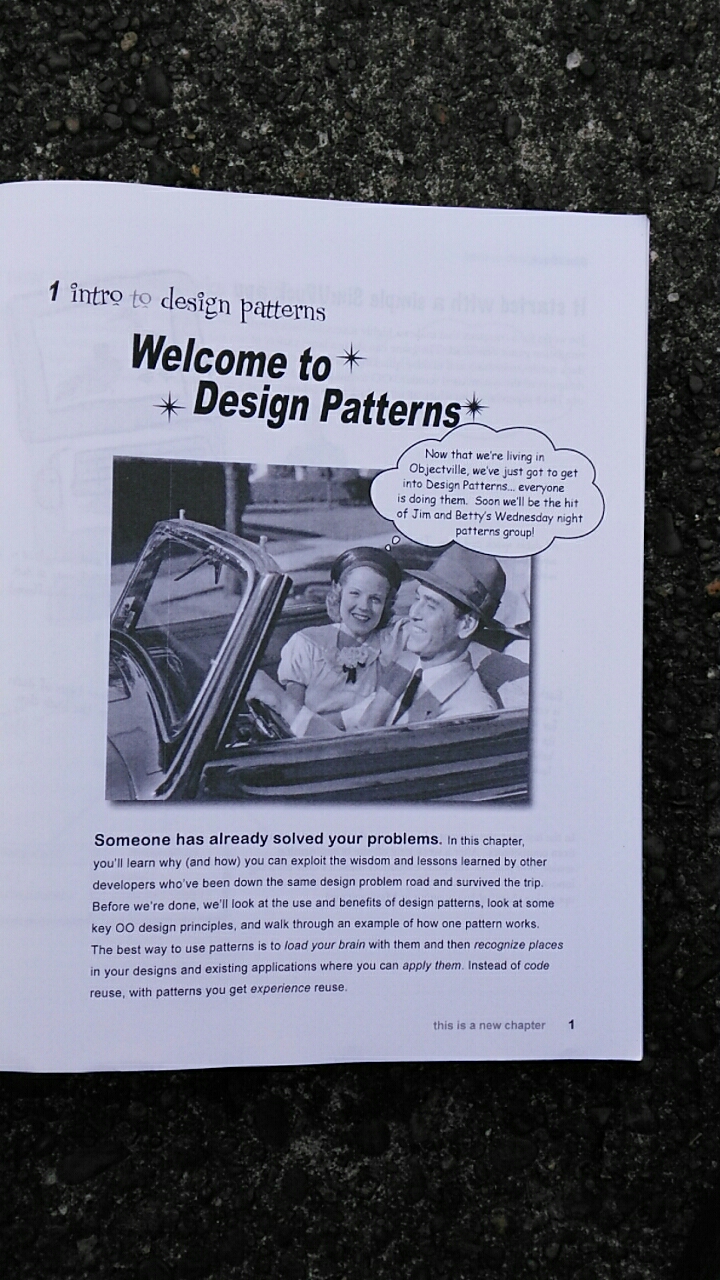 1 intro to design patterns
Welcome to
Design Patterns
Now that we're living in
Objectville, we've just got to get
into Design Patterns... everyone
is doing them. Soon we'll be the hit
of Jim and Betty's Wednesday night
patterns group!
Someone has already solved your problems. In this chapter,
you'll learn why (and how) you can exploit the wisdom and lessons learned by other
developers who've been down the same design problem road and survived the trip.
Before we're done, we'll look at the use and benefits of design patterns, look at some
key OO design principles, and walk through an example of how one pattern works.
The best way to use patterns is to load your brain with them and then recognize places
in your designs and existing applications where you can apply them. Instead of code
reuse, with patterns you get experience reuse.
this is a new chapter 1